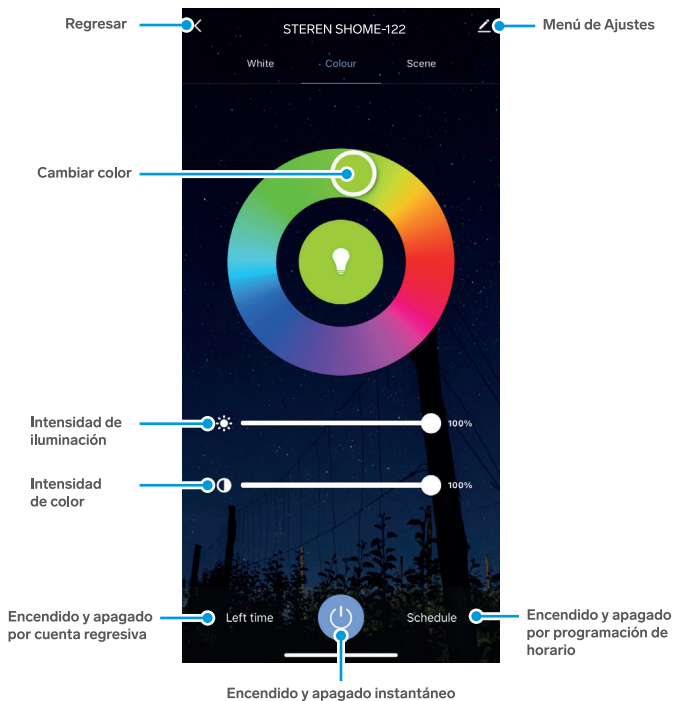 Regresar
STEREN SHOME-122
Menú de Ajustes
White
Colour
Scene
Cambiar color
Intensidad de
iluminación
100%
Intensidad
de color
100%
Encendido y apagado
por cuenta regresiva
Left time
Schedule
Encendido y apagado
por programación de
horario
Encendido y apagado instantáneo